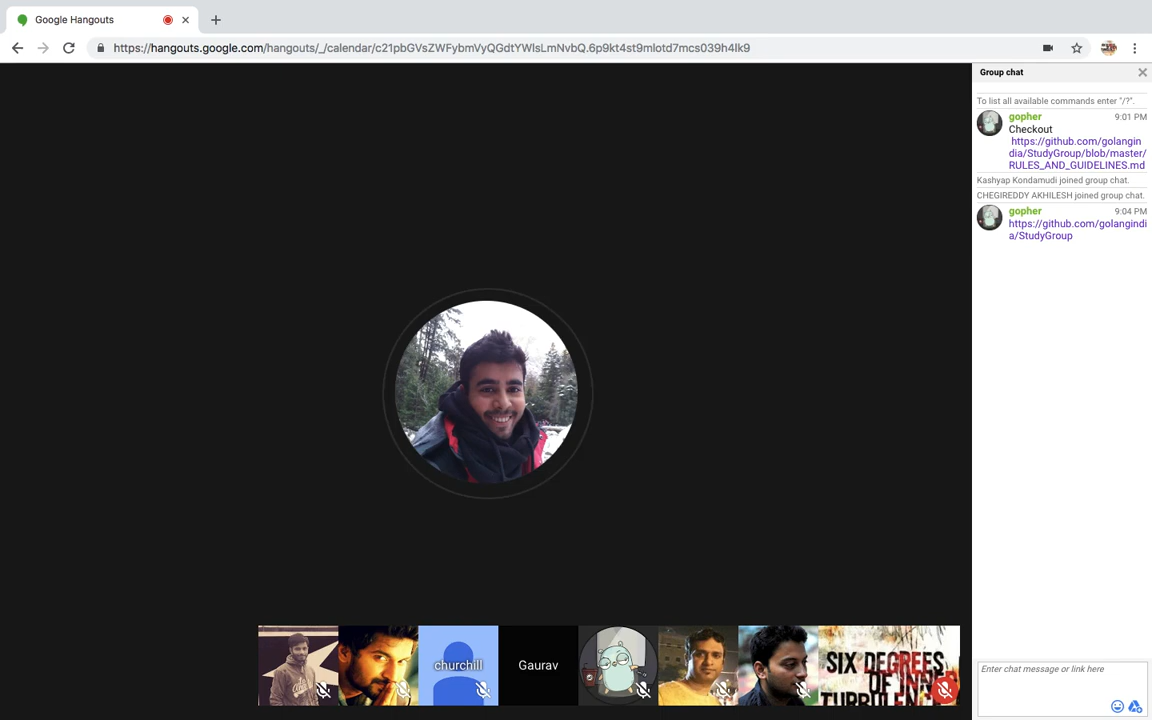 Google Hangouts
https://hangouts.google.com/hangouts/_/calendar/c21pbGVsZWFybmVyQGdtYWlsLmNvbQ.6p9kt4st9mlotd7mcs039h4lk9
Group chat
To list all available commands enter "/?".
gopher 9:01 PM
Checkout
https://github.com/golangin
dia/StudyGroup/blob/master/
RULES_AND_GUIDELINES.md
Kashyap Kondamudi joined group chat.
CHEGIREDDY AKHILESH joined group chat.
gopher 9:04 PM
https://github.com/golangindi
a/StudyGroup
churchill
Gaurav
SIX DEGREES
OF INN
TURBULEN
Enter chat message or link here